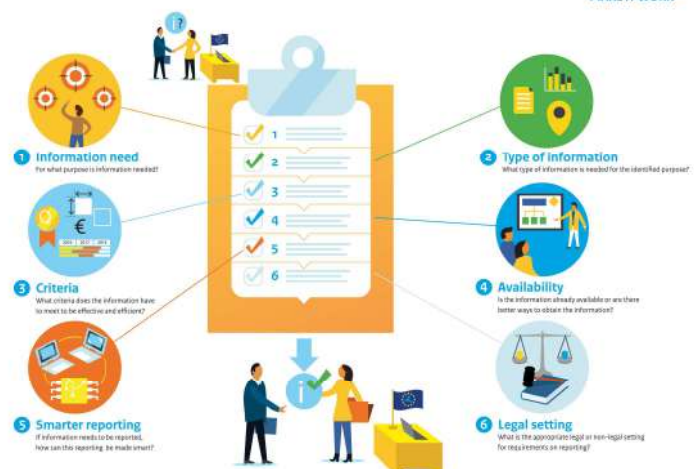 i?
1
2
3
4
5
6
1 Information need
For what purpose is information needed?
2 Type of information
What type of information is needed for the identified purpose?
€
3 Criteria
What criteria does the information have
to meet to be effective and efficient?
4 Availability
Is the information already available or are there
better ways to obtain the information?
5 Smarter reporting
If information needs to be reported,
how can this reporting be made smart?
6 Legal setting
What is the appropriate legal or non-legal setting
for requirements on reporting?
i